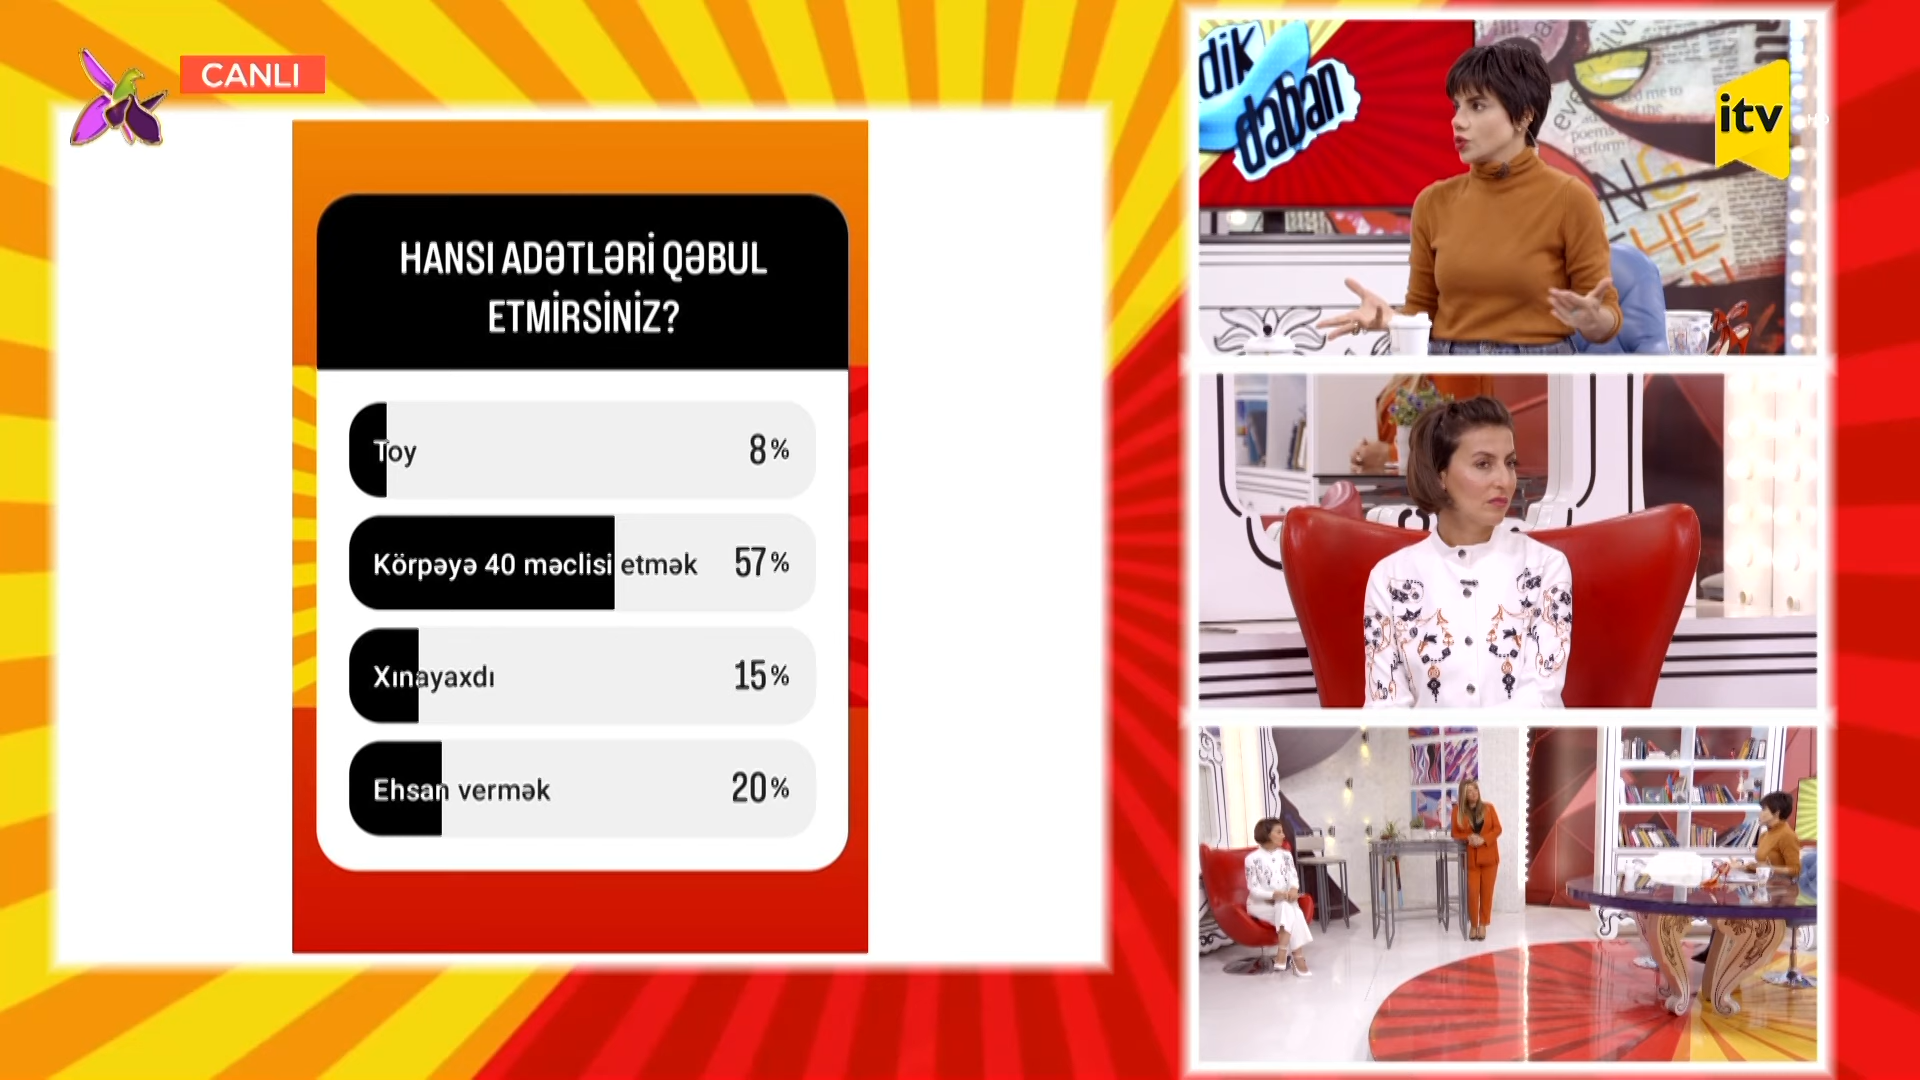 CANLI
HANSI ADƏTLƏRİ QƏBUL
ETMİRSİNİZ?
Toy 8%
Körpəyə 40 məclisi etmək 57%
Xınayaxdı 15%
Ehsan vermək 20%
dik
daban
itv
HD